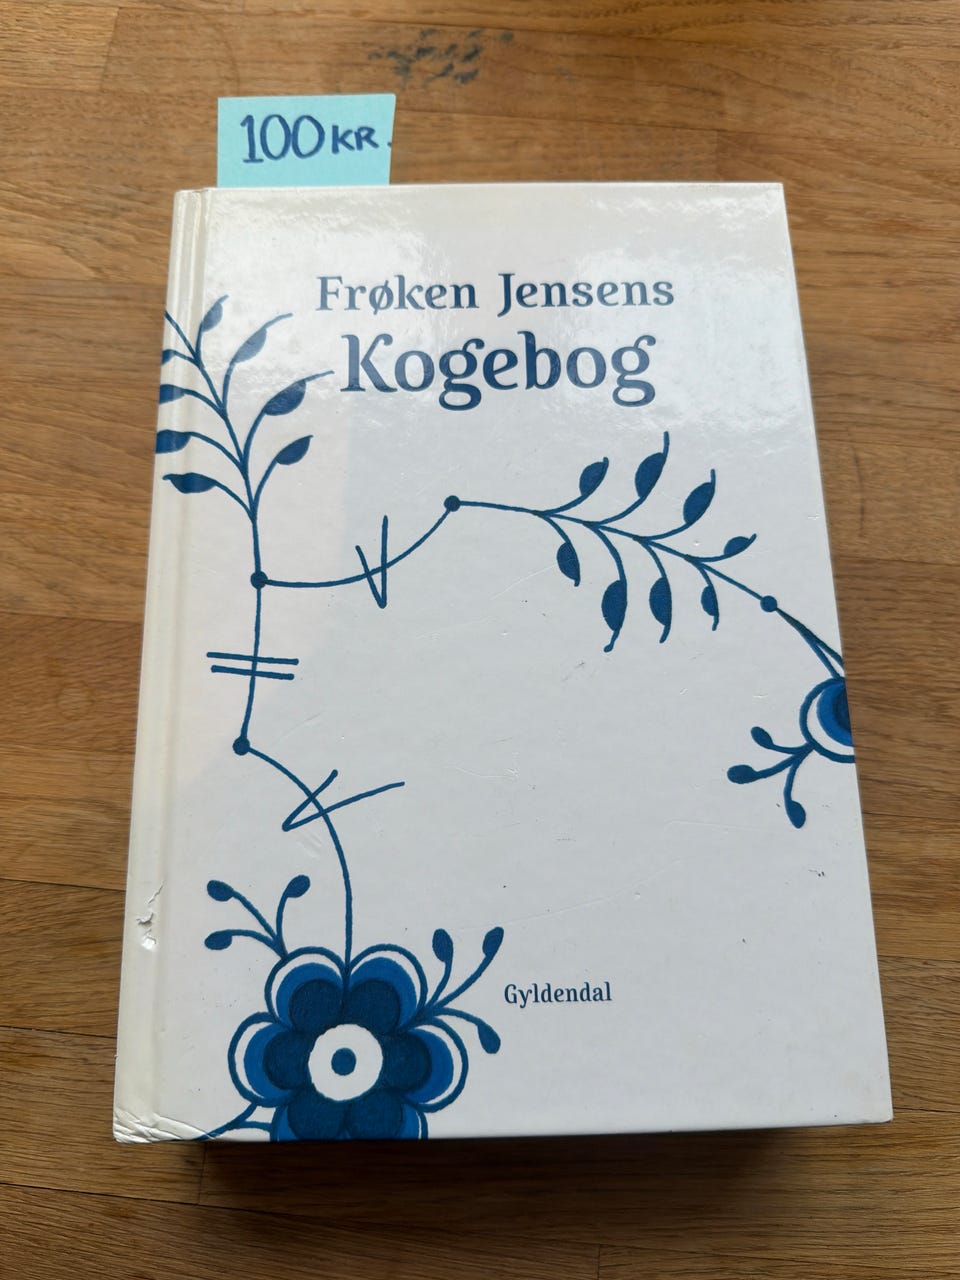 100 KR.
Frøken Jensens
Kogebog
Gyldendal